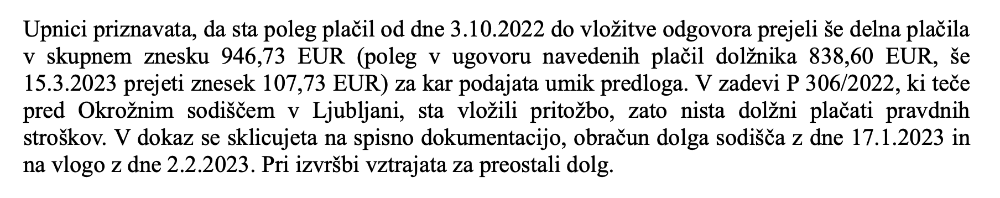 Upnici priznavata, da sta poleg plačil od dne 3.10.2022 do vložitve odgovora prejeli še delna plačila
v skupnem znesku 946,73 EUR (poleg v ugovoru navedenih plačil dolžnika 838,60 EUR, še
15.3.2023 prejeti znesek 107,73 EUR) za kar podajata umik predloga. V zadevi P 306/2022, ki teče
pred Okrožnim sodiščem v Ljubljani, sta vložili pritožbo, zato nista dolžni plačati pravdnih
stroškov. V dokaz se sklicujeta na spisno dokumentacijo, obračun dolga sodišča z dne 17.1.2023 in
na vlogo z dne 2.2.2023. Pri izvršbi vztrajata za preostali dolg.